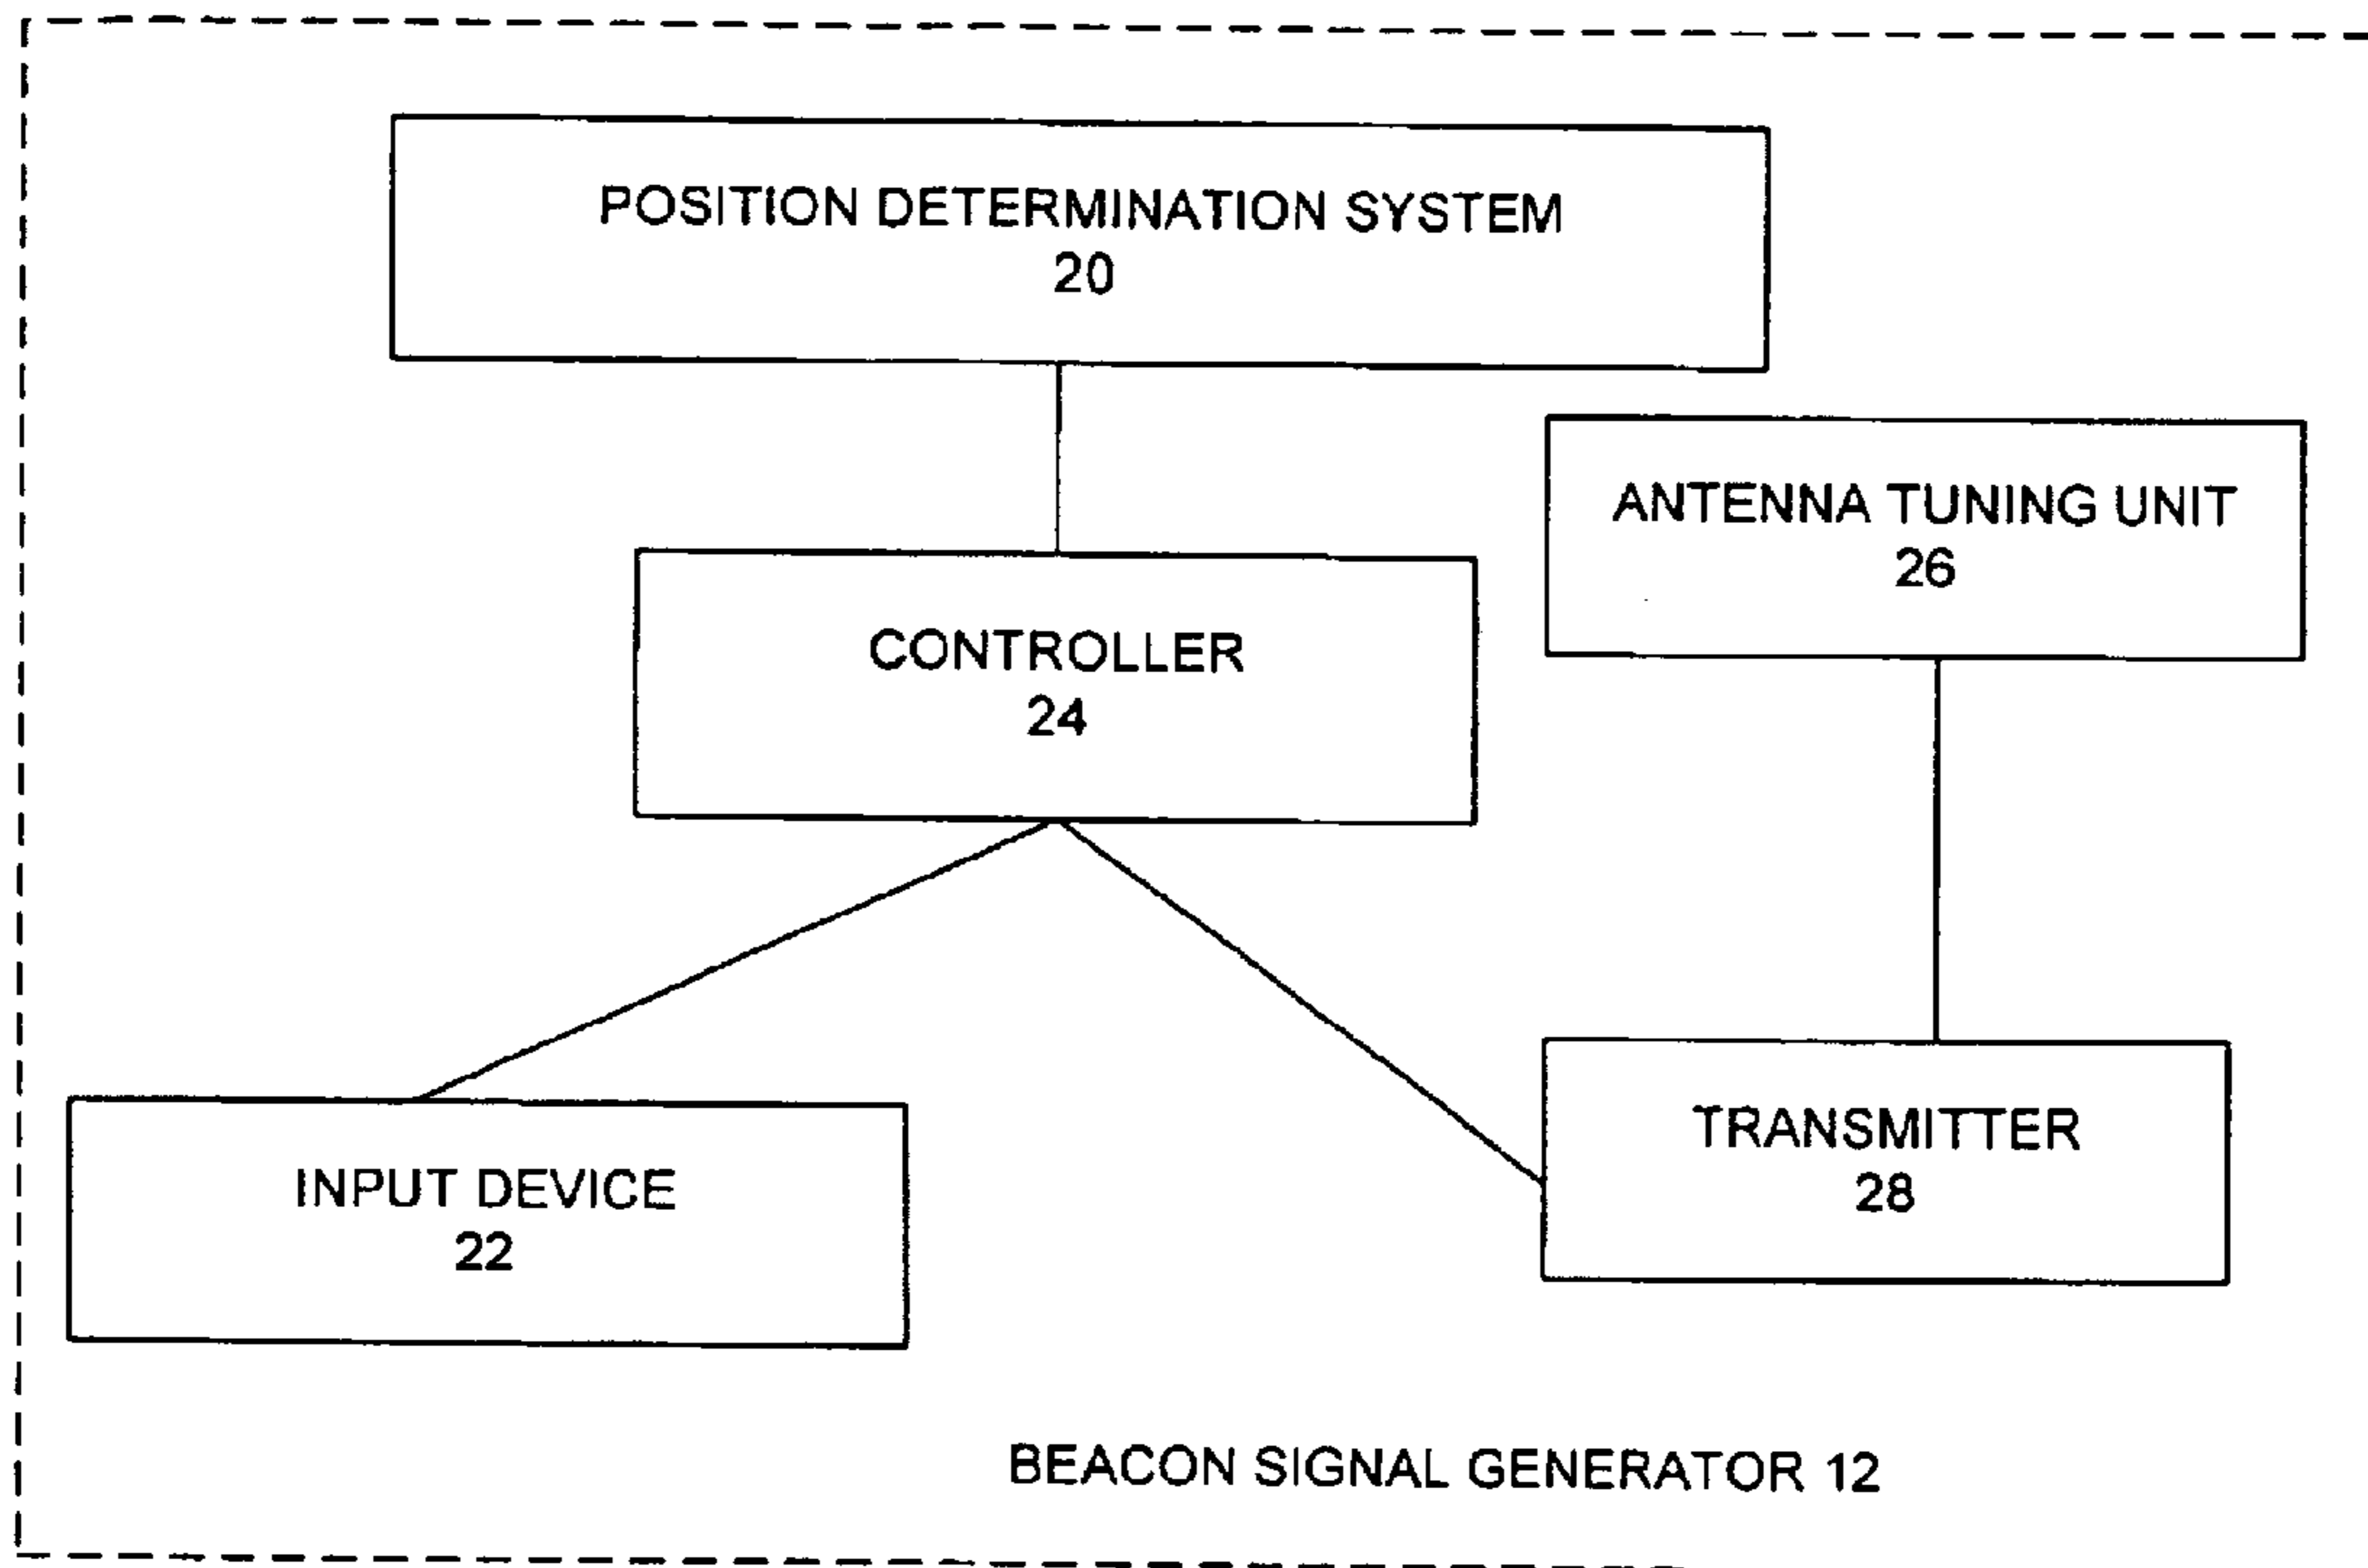 POSITION DETERMINATION SYSTEM
20
ANTENNA TUNING UNIT
26
CONTROLLER
24
TRANSMITTER
28
INPUT DEVICE
22
BEACON SIGNAL GENERATOR 12